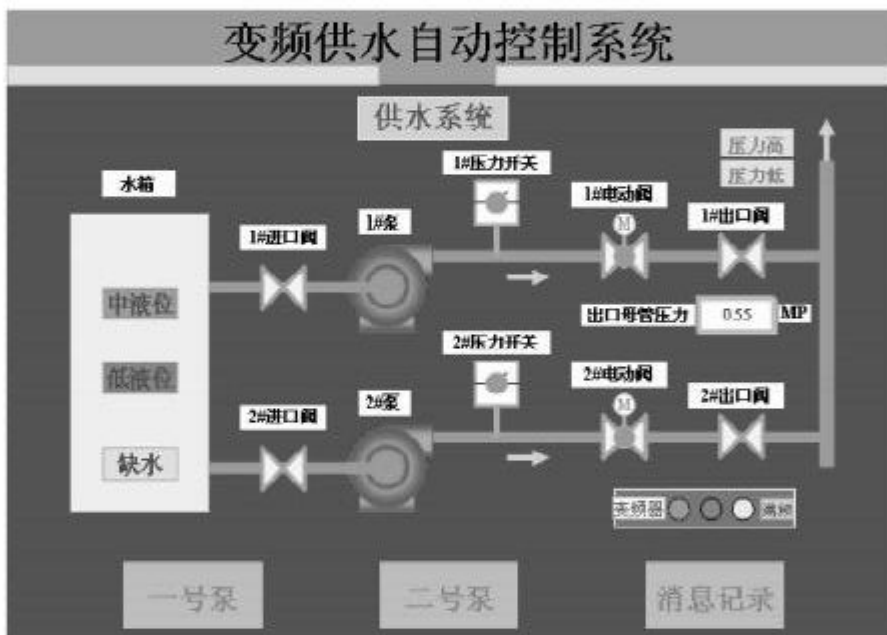 变频供水自动控制系统
供水系统
压力高
压力低
1#压力开关
水箱
1#电动阀
1#出口阀
1#泵
1#进口阀
M
中液位
出口母管压力 0.55 MP
2#压力开关
低液位
2#电动阀
2#泵
2#出口阀
2#进口阀
M
缺水
变频器
一号泵
二号泵
消息记录